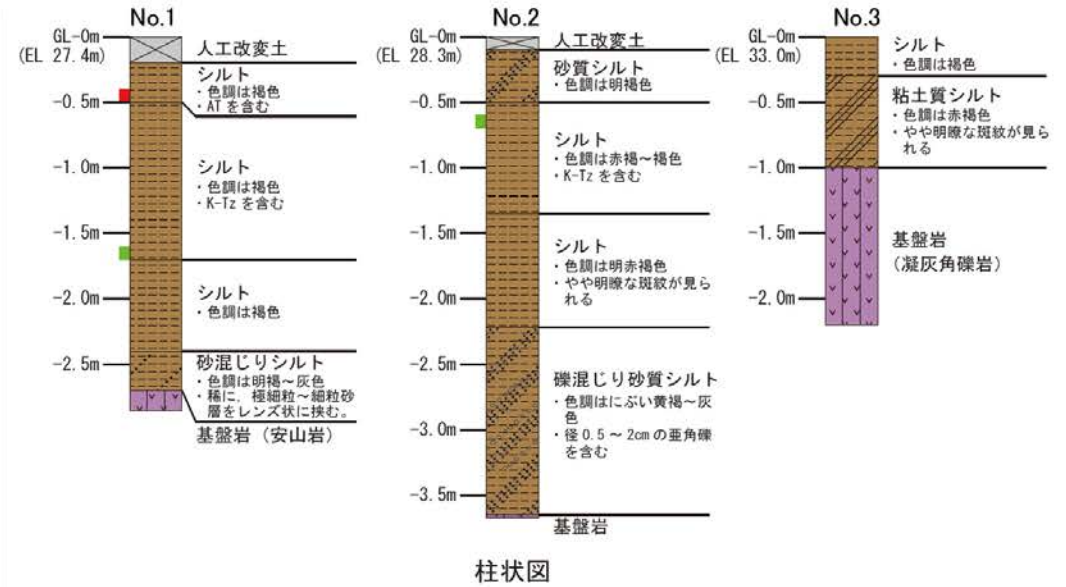 No.1
GL-0m
(EL 27.4m)
-0.5m
-1.0m
-1.5m
-2.0m
-2.5m
人工改変土
シルト
・色調は褐色
・ATを含む
シルト
・色調は褐色
・K-Tzを含む
シルト
・色調は褐色
砂混じりシルト
・色調は明褐～灰色
・稀に，極細粒～細粒砂
層をレンズ状に挟む。
基盤岩（安山岩）
No.2
GL-0m
(EL 28.3m)
-0.5m
-1.0m
-1.5m
-2.0m
-2.5m
-3.0m
-3.5m
人工改変土
砂質シルト
・色調は明褐色
シルト
・色調は赤褐～褐色
・K-Tzを含む
シルト
・色調は明赤褐色
・やや明瞭な斑紋が見ら
れる
礫混じり砂質シルト
・色調はにぶい黄褐～灰
色
・径0.5～2cmの亜角礫
を含む
基盤岩
No.3
GL-0m
(EL 33.0m)
-0.5m
-1.0m
-1.5m
-2.0m
シルト
・色調は褐色
粘土質シルト
・色調は赤褐色
・やや明瞭な斑紋が見ら
れる
基盤岩
（凝灰角礫岩）
柱状図